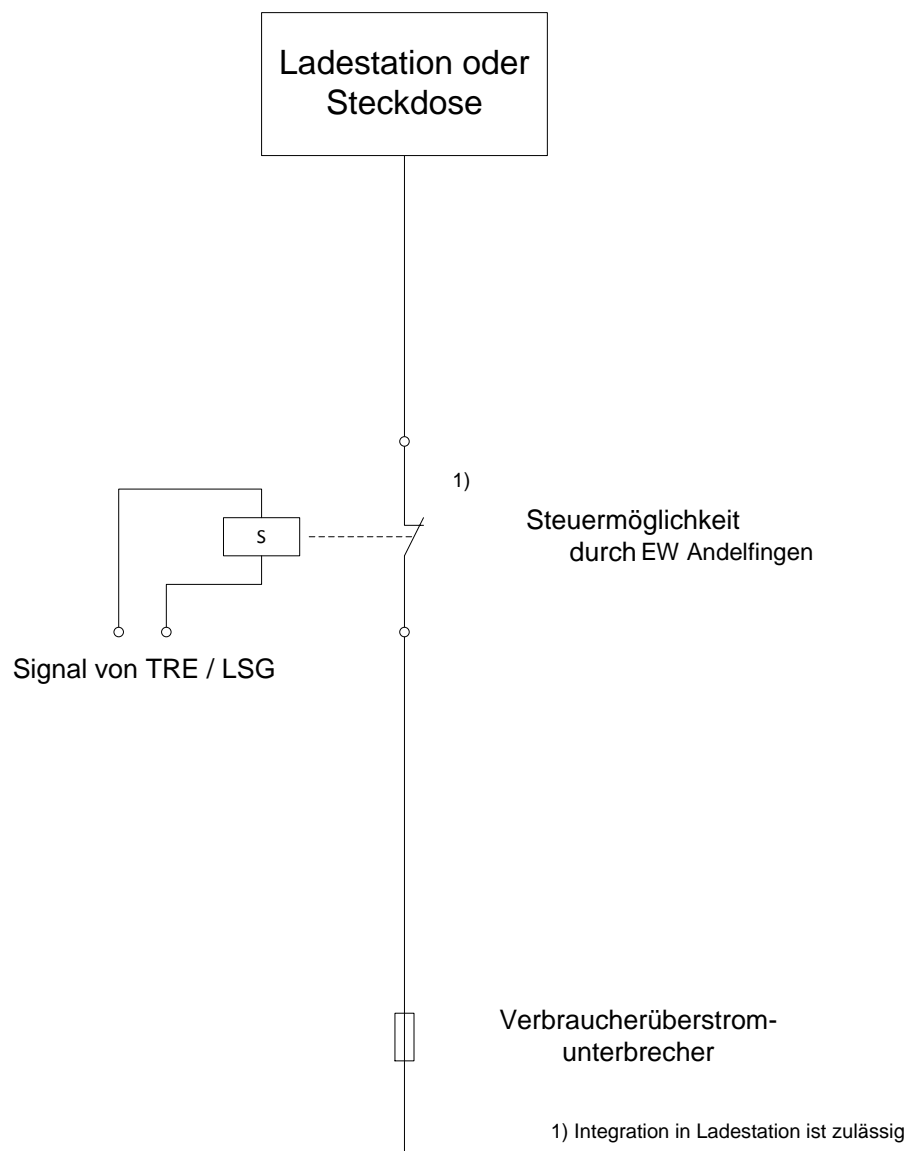 Ladestation oder
Steckdose
1)
Steuermöglichkeit
durch EW Andelfingen
S
Signal von TRE / LSG
Verbraucherüberstrom-
unterbrecher
1) Integration in Ladestation ist zulässig